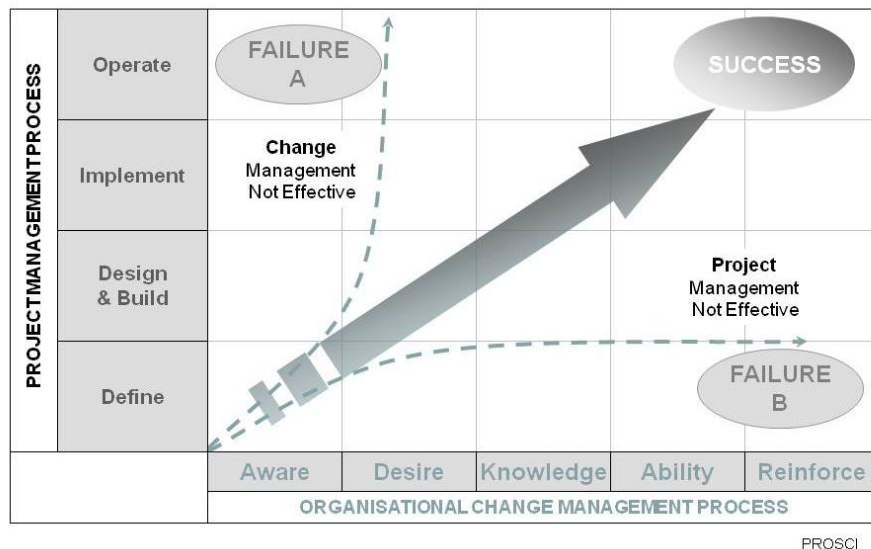 PROJECT MANAGEMENT PROCESS
Operate
Implement
Design
& Build
Define
FAILURE
A
SUCCESS
Change
Management
Not Effective
Project
Management
Not Effective
FAILURE
B
Aware
Desire
Knowledge
Ability
Reinforce
ORGANISATIONAL CHANGE MANAGEMENT PROCESS
PROSCI